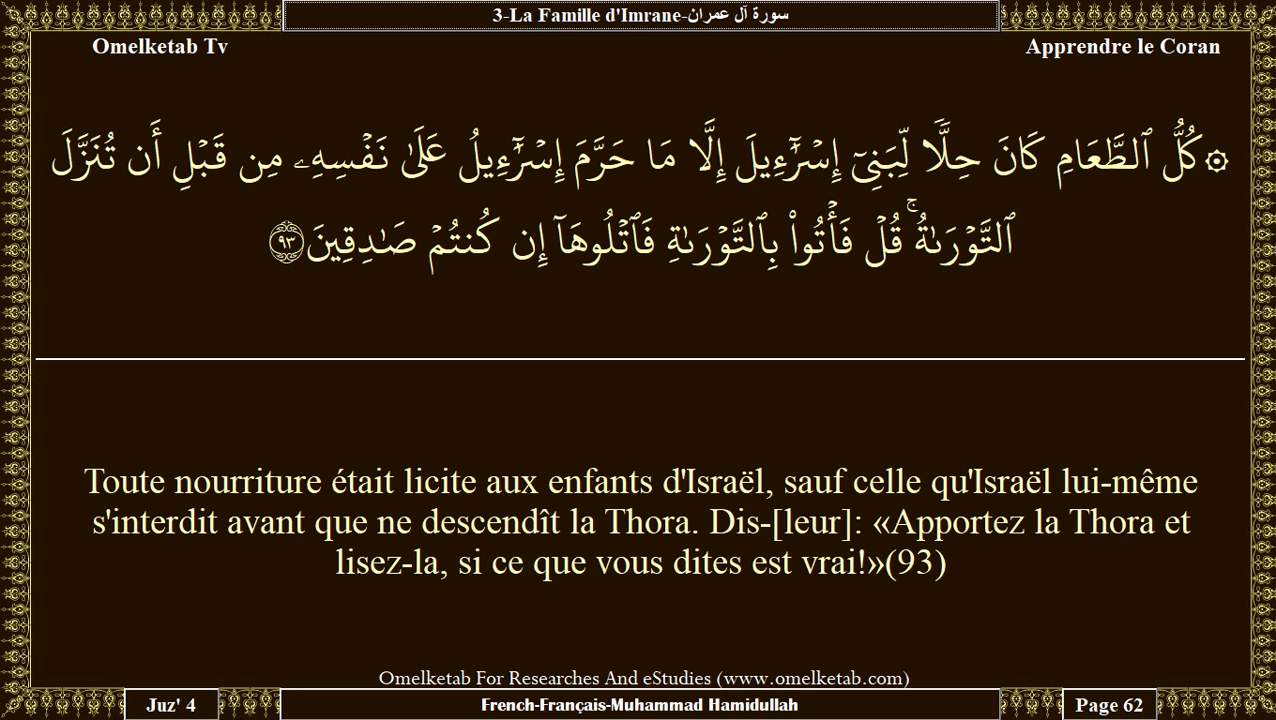 3-La Famille d'Imrane-سورة آل عمران
Omelketab Tv
Apprendre le Coran
۞كُلُّ ٱلطَّعَامِ كَانَ حِلّٗا لِّبَنِيٓ إِسۡرَٰٓءِيلَ إِلَّا مَا حَرَّمَ إِسۡرَٰٓءِيلُ عَلَىٰ نَفۡسِهِۦ مِن قَبۡلِ أَن تُنَزَّلَ
ٱلتَّوۡرَىٰةُۚ قُلۡ فَأۡتُواْ بِٱلتَّوۡرَىٰةِ فَٱتۡلُوهَآ إِن كُنتُمۡ صَٰدِقِينَ ٩٣
Toute nourriture était licite aux enfants d'Israël, sauf celle qu'Israël lui-même
s'interdit avant que ne descendît la Thora. Dis-[leur]: «Apportez la Thora et
lisez-la, si ce que vous dites est vrai!»(93)
Omelketab For Researches And eStudies (www.omelketab.com)
Juz' 4
French-Français-Muhammad Hamidullah
Page 62